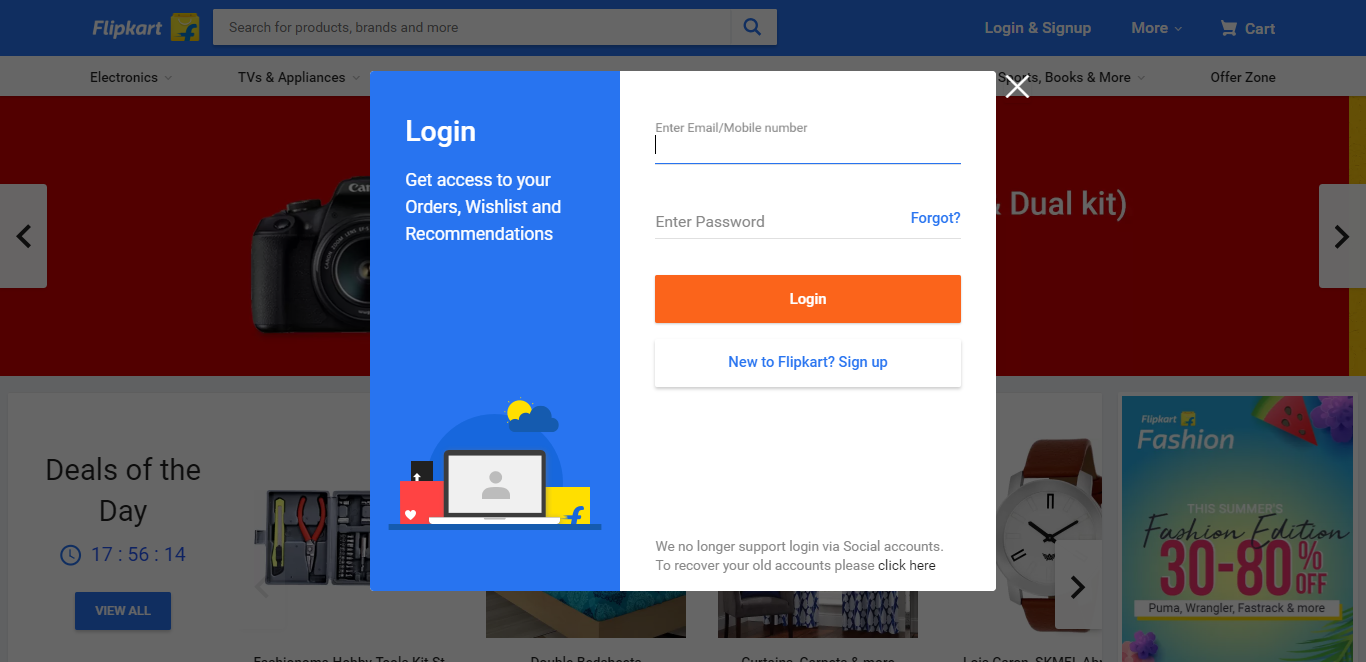 Flipkart
Search for products, brands and more
Login & Signup
More
Cart
Electronics
TVs & Appliances
Sports, Books & More
Offer Zone
Login
Get access to your
Orders, Wishlist and
Recommendations
Enter Email/Mobile number
Enter Password
Forgot?
Login
New to Flipkart? Sign up
We no longer support login via Social accounts.
To recover your old accounts please click here
CANON ZOOM LENS
& Dual kit)
Deals of the
Day
17 : 56 : 14
VIEW ALL
Flipkart
Fashion
THIS SUMMER'S
Fashion Edition
30-80% OFF
Puma, Wrangler, Fastrack & more
Fashionoma Hobby Tools Kit St
Double Bedsheets
Curtains, Carpets & more